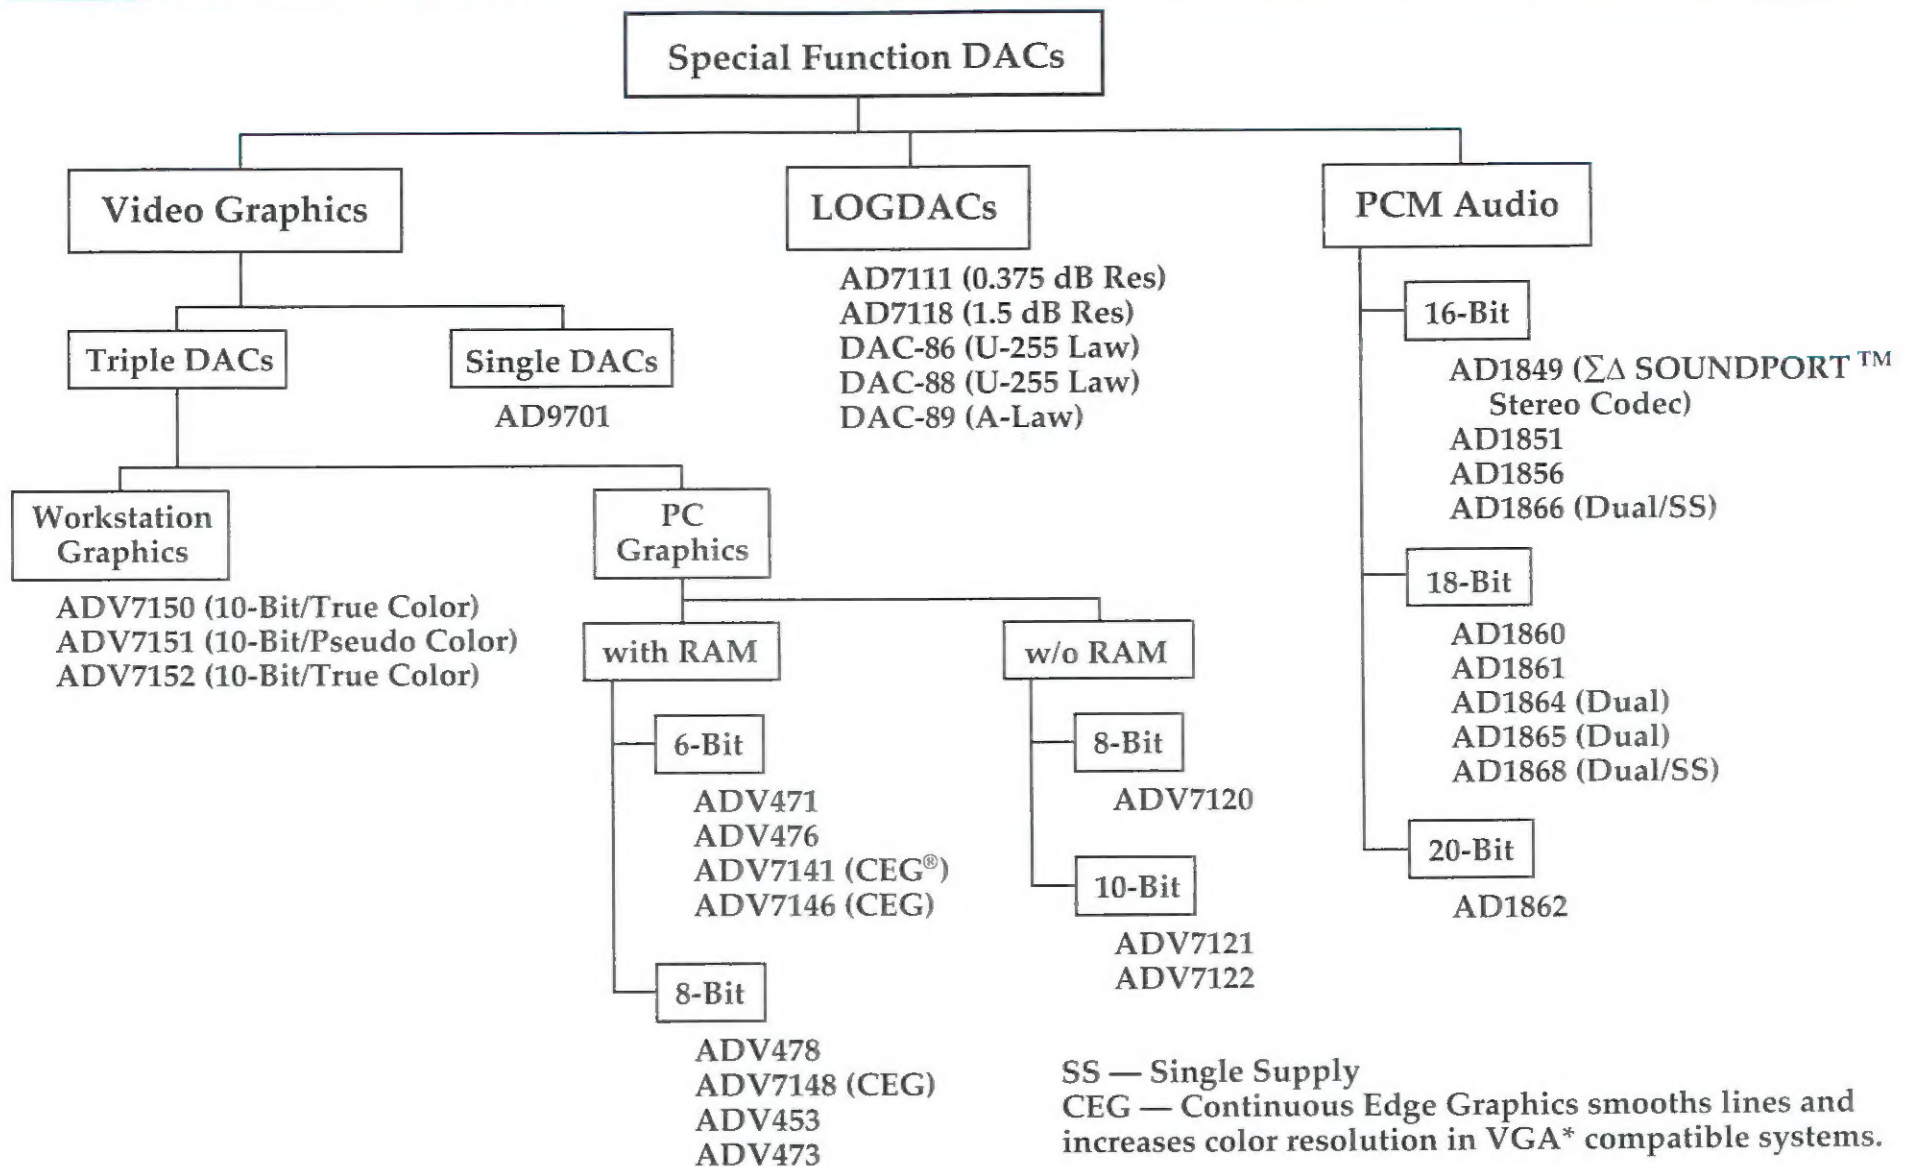 Special Function DACs
Video Graphics
LOGDACs
PCM Audio
AD7111 (0.375 dB Res)
AD7118 (1.5 dB Res)
DAC-86 (U-255 Law)
DAC-88 (U-255 Law)
DAC-89 (A-Law)
Triple DACs
Single DACs
AD9701
Workstation
Graphics
ADV7150 (10-Bit/True Color)
ADV7151 (10-Bit/Pseudo Color)
ADV7152 (10-Bit/True Color)
PC
Graphics
with RAM
6-Bit
ADV471
ADV476
ADV7141 (CEG®)
ADV7146 (CEG)
8-Bit
ADV478
ADV7148 (CEG)
ADV453
ADV473
w/o RAM
8-Bit
ADV7120
10-Bit
ADV7121
ADV7122
16-Bit
AD1849 (ΣΔ SOUNDPORT ™
Stereo Codec)
AD1851
AD1856
AD1866 (Dual/SS)
18-Bit
AD1860
AD1861
AD1864 (Dual)
AD1865 (Dual)
AD1868 (Dual/SS)
20-Bit
AD1862
SS — Single Supply
CEG — Continuous Edge Graphics smooths lines and
increases color resolution in VGA* compatible systems.